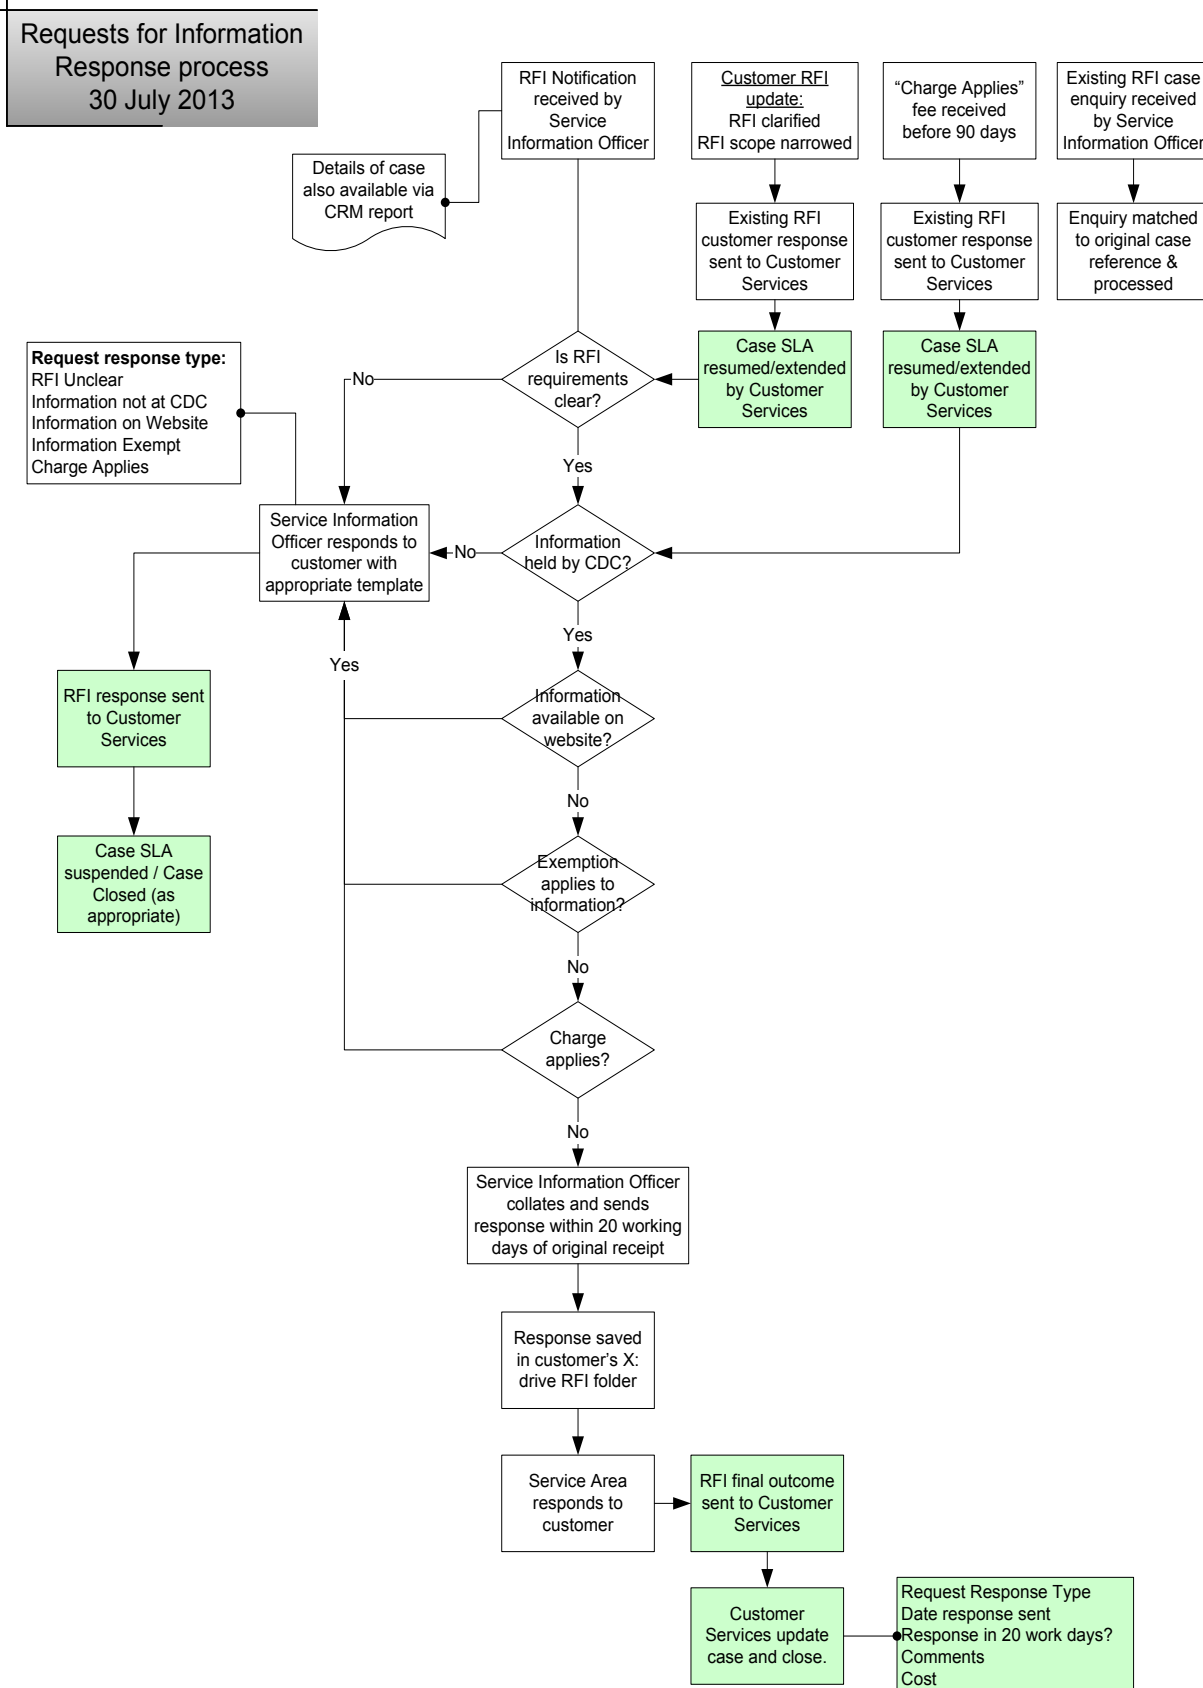 Requests for Information
Response process
30 July 2013
RFI Notification
received by
Service
Information Officer
Customer RFI
update:
RFI clarified
RFI scope narrowed
“Charge Applies”
fee received
before 90 days
Existing RFI case
enquiry received
by Service
Information Officer
Details of case
also available via
CRM report
Existing RFI
customer response
sent to Customer
Services
Existing RFI
customer response
sent to Customer
Services
Enquiry matched
to original case
reference &
processed
Request response type:
RFI Unclear
Information not at CDC
Information on Website
Information Exempt
Charge Applies
Is RFI
requirements
clear?
Case SLA
resumed/extended
by Customer
Services
Case SLA
resumed/extended
by Customer
Services
No
Yes
Service Information
Officer responds to
customer with
appropriate template
No
Information
held by CDC?
Yes
Yes
RFI response sent
to Customer
Services
Information
available on
website?
No
Case SLA
suspended / Case
Closed (as
appropriate)
Exemption
applies to
information?
No
Charge
applies?
No
Service Information Officer
collates and sends
response within 20 working
days of original receipt
Response saved
in customer’s X:
drive RFI folder
Service Area
responds to
customer
RFI final outcome
sent to Customer
Services
Customer
Services update
case and close.
Request Response Type
Date response sent
Response in 20 work days?
Comments
Cost